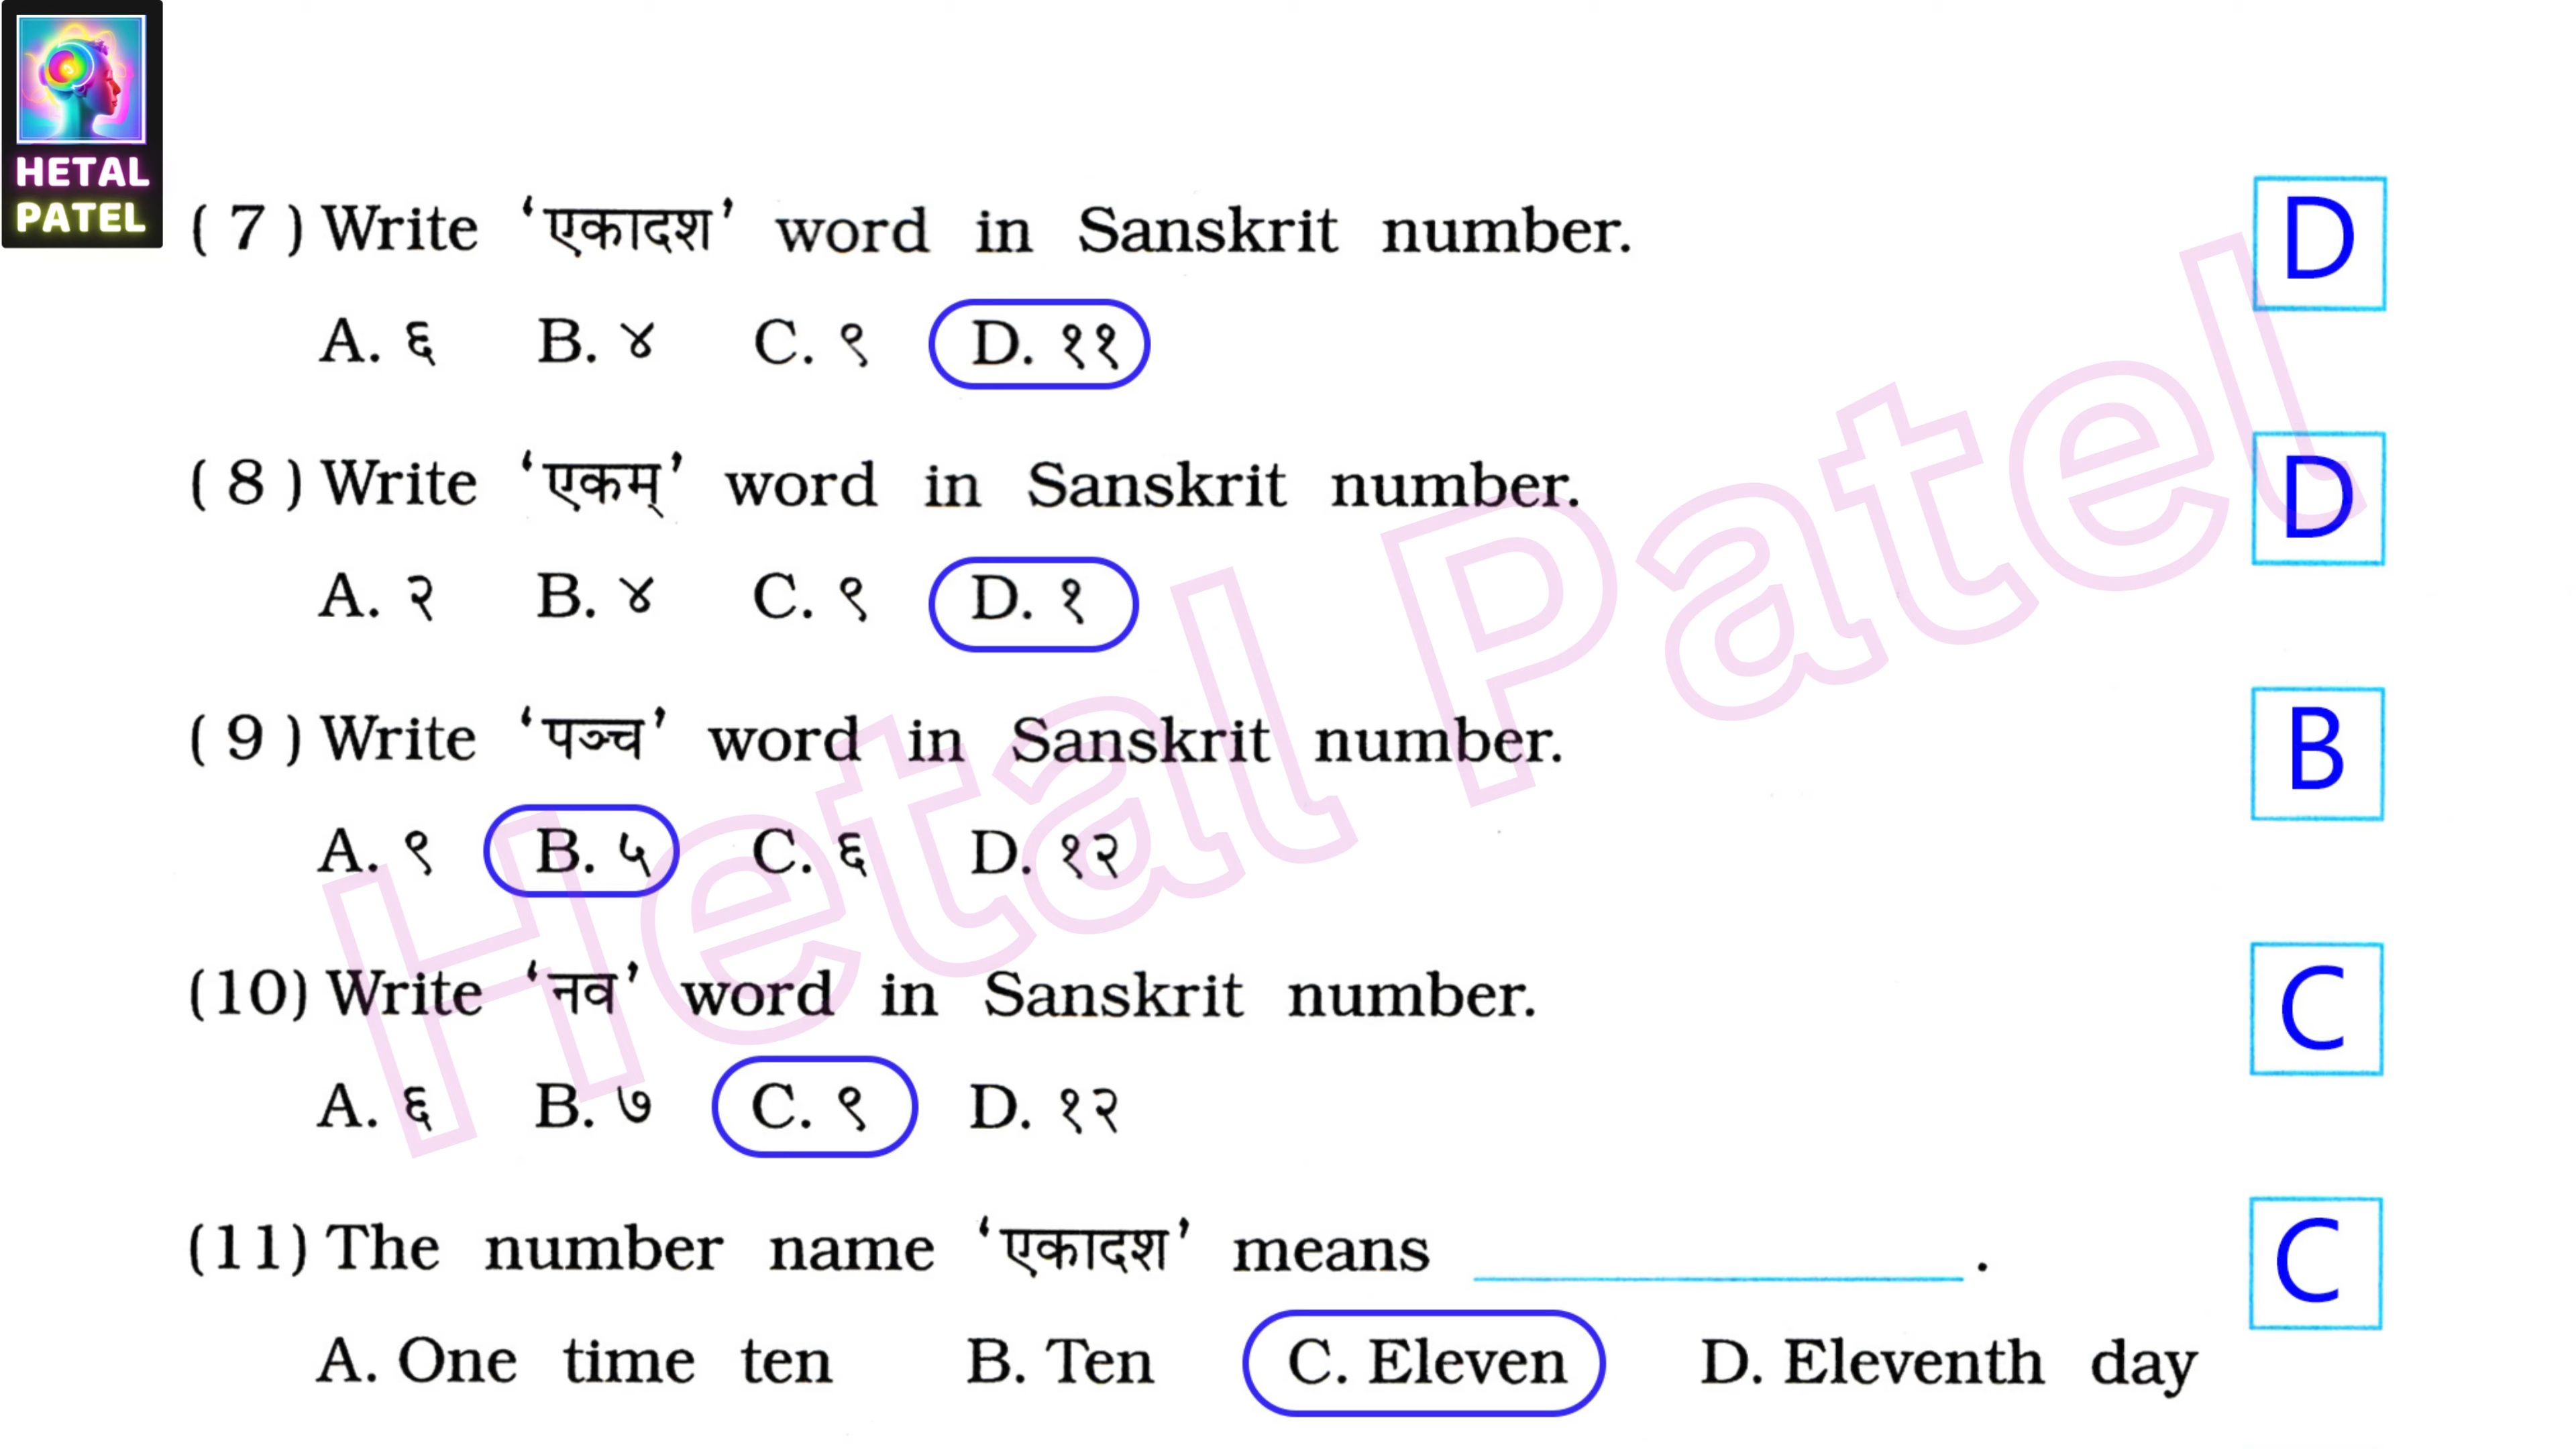 HETAL
PATEL
( 7 ) Write ‘एकादश’ word in Sanskrit number.
D
A. ६ B. ४ C. ९ D. ११
( 8 ) Write ‘एकम्’ word in Sanskrit number.
D
A. २ B. ४ C. ९ D. १
( 9 ) Write ‘पञ्च’ word in Sanskrit number.
B
A. ९ B. ५ C. ६ D. १२
(10) Write ‘नव’ word in Sanskrit number.
C
A. ६ B. ७ C. ९ D. १२
(11) The number name ‘एकादश’ means ________.
C
A. One time ten B. Ten C. Eleven D. Eleventh day
Hetal Patel